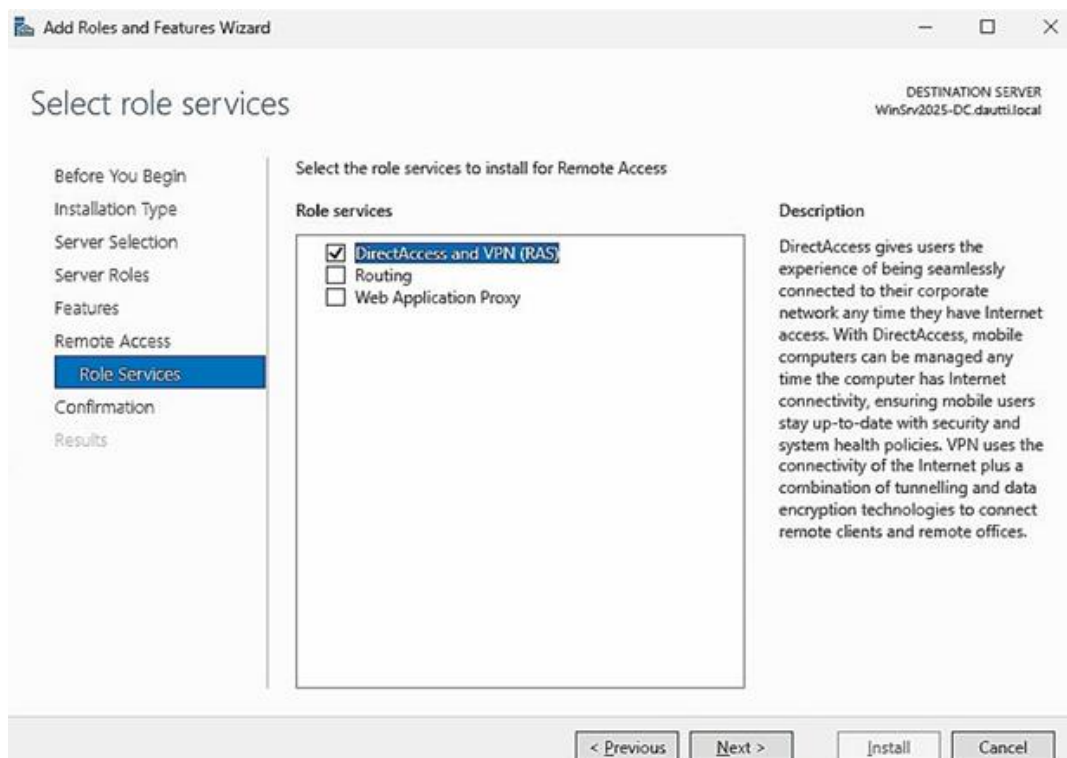 Add Roles and Features Wizard
Select role services
DESTINATION SERVER
WinSrv2025-DC.dautti.local
Before You Begin
Installation Type
Server Selection
Server Roles
Features
Remote Access
Role Services
Confirmation
Results
Select the role services to install for Remote Access
Role services
DirectAccess and VPN (RAS)
Routing
Web Application Proxy
Description
DirectAccess gives users the
experience of being seamlessly
connected to their corporate
network any time they have Internet
access. With DirectAccess, mobile
computers can be managed any
time the computer has Internet
connectivity, ensuring mobile users
stay up-to-date with security and
system health policies. VPN uses the
connectivity of the Internet plus a
combination of tunnelling and data
encryption technologies to connect
remote clients and remote offices.
< Previous
Next >
Install
Cancel